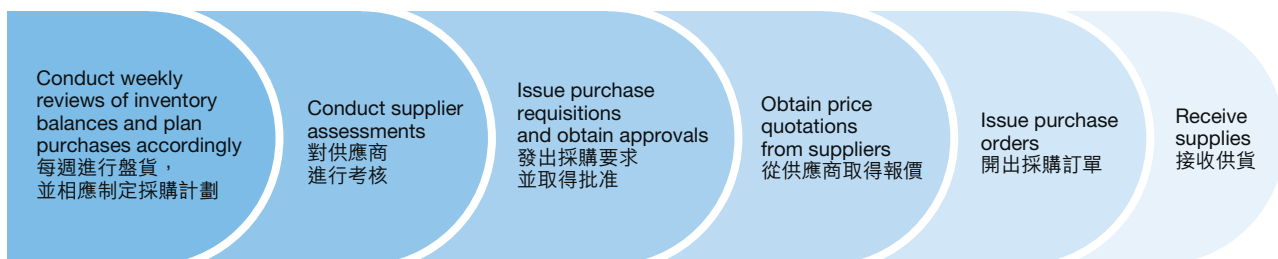 Conduct weekly
reviews of inventory
balances and plan
purchases accordingly
每週進行盤貨，
並相應制定採購計劃
Conduct supplier
assessments
對供應商
進行考核
Issue purchase
requisitions
and obtain approvals
發出採購要求
並取得批准
Obtain price
quotations
from suppliers
從供應商取得報價
Issue purchase
orders
開出採購訂單
Receive
supplies
接收供貨